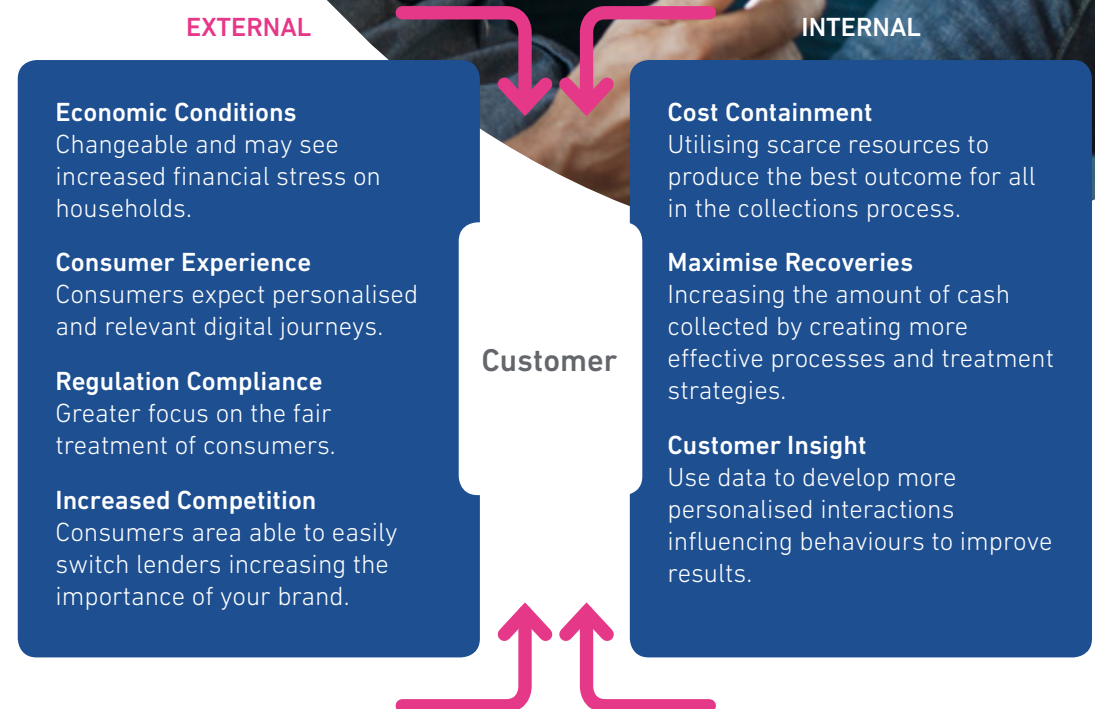 EXTERNAL
Economic Conditions
Changeable and may see
increased financial stress on
households.
Consumer Experience
Consumers expect personalised
and relevant digital journeys.
Regulation Compliance
Greater focus on the fair
treatment of consumers.
Increased Competition
Consumers area able to easily
switch lenders increasing the
importance of your brand.
Customer
INTERNAL
Cost Containment
Utilising scarce resources to
produce the best outcome for all
in the collections process.
Maximise Recoveries
Increasing the amount of cash
collected by creating more
effective processes and treatment
strategies.
Customer Insight
Use data to develop more
personalised interactions
influencing behaviours to improve
results.